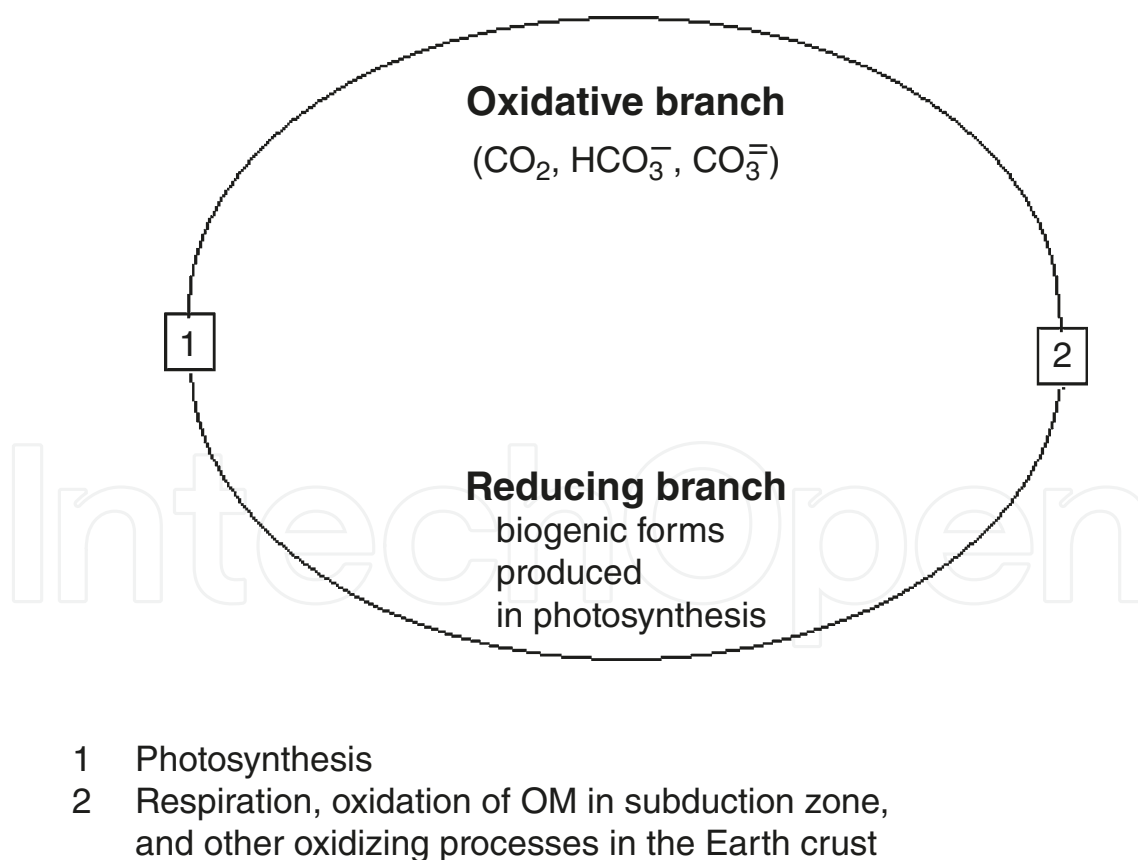 Oxidative branch
(CO₂, HCO₃⁻, CO₃⁼)
1
2
Reducing branch
biogenic forms
produced
in photosynthesis
IntechOpen
1 Photosynthesis
2 Respiration, oxidation of OM in subduction zone,
and other oxidizing processes in the Earth crust